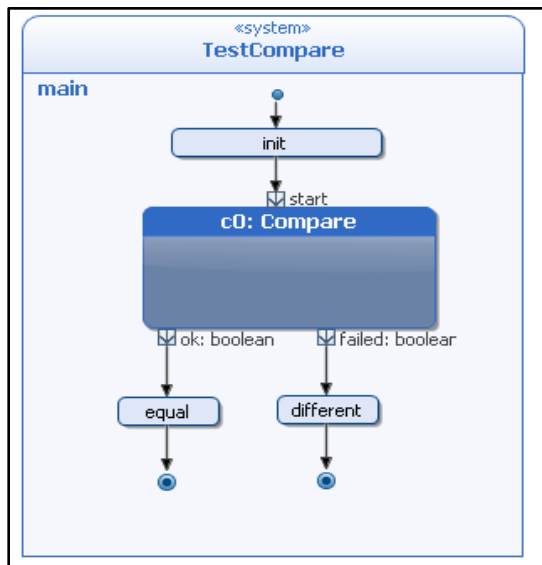 «system»
TestCompare
main
init
start
c0: Compare
ok: boolean
failed: boolear
equal
different